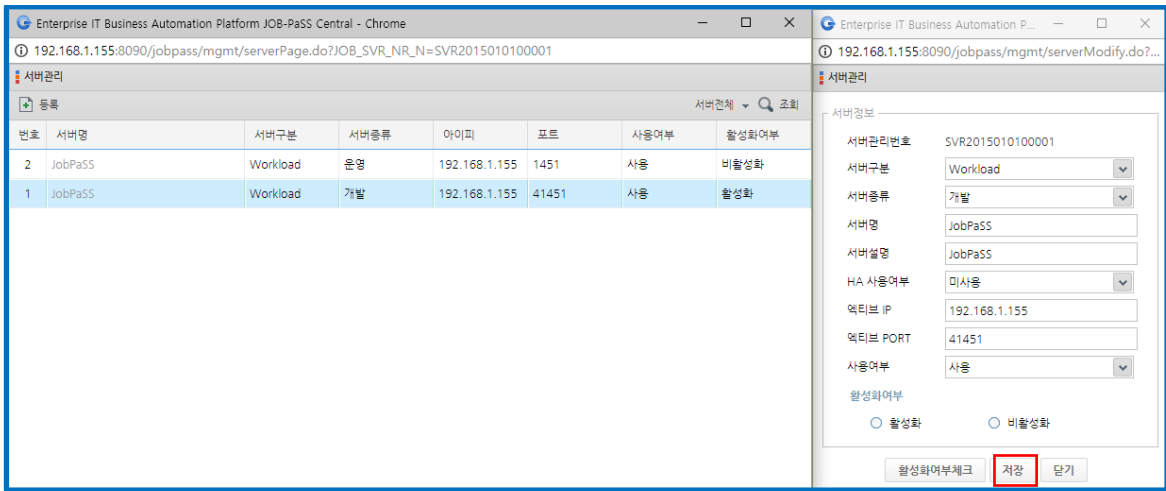 Enterprise IT Business Automation Platform JOB-PaSS Central - Chrome
192.168.1.155:8090/jobpass/mgmt/serverPage.do?JOB_SVR_NR_N=SVR2015010100001
서버관리
등록 서버전체 조회
번호 서버명 서버구분 서버종류 아이피 포트 사용여부 활성화여부
2 JobPaSS Workload 운영 192.168.1.155 1451 사용 비활성화
1 JobPaSS Workload 개발 192.168.1.155 41451 사용 활성화
Enterprise IT Business Automation P...
192.168.1.155:8090/jobpass/mgmt/serverModify.do?...
서버관리
서버정보
서버관리번호 SVR2015010100001
서버구분 Workload
서버종류 개발
서버명 JobPaSS
서버설명 JobPaSS
HA 사용여부 미사용
엑티브 IP 192.168.1.155
엑티브 PORT 41451
사용여부 사용
활성화여부
활성화 비활성화
활성화여부체크 저장 닫기